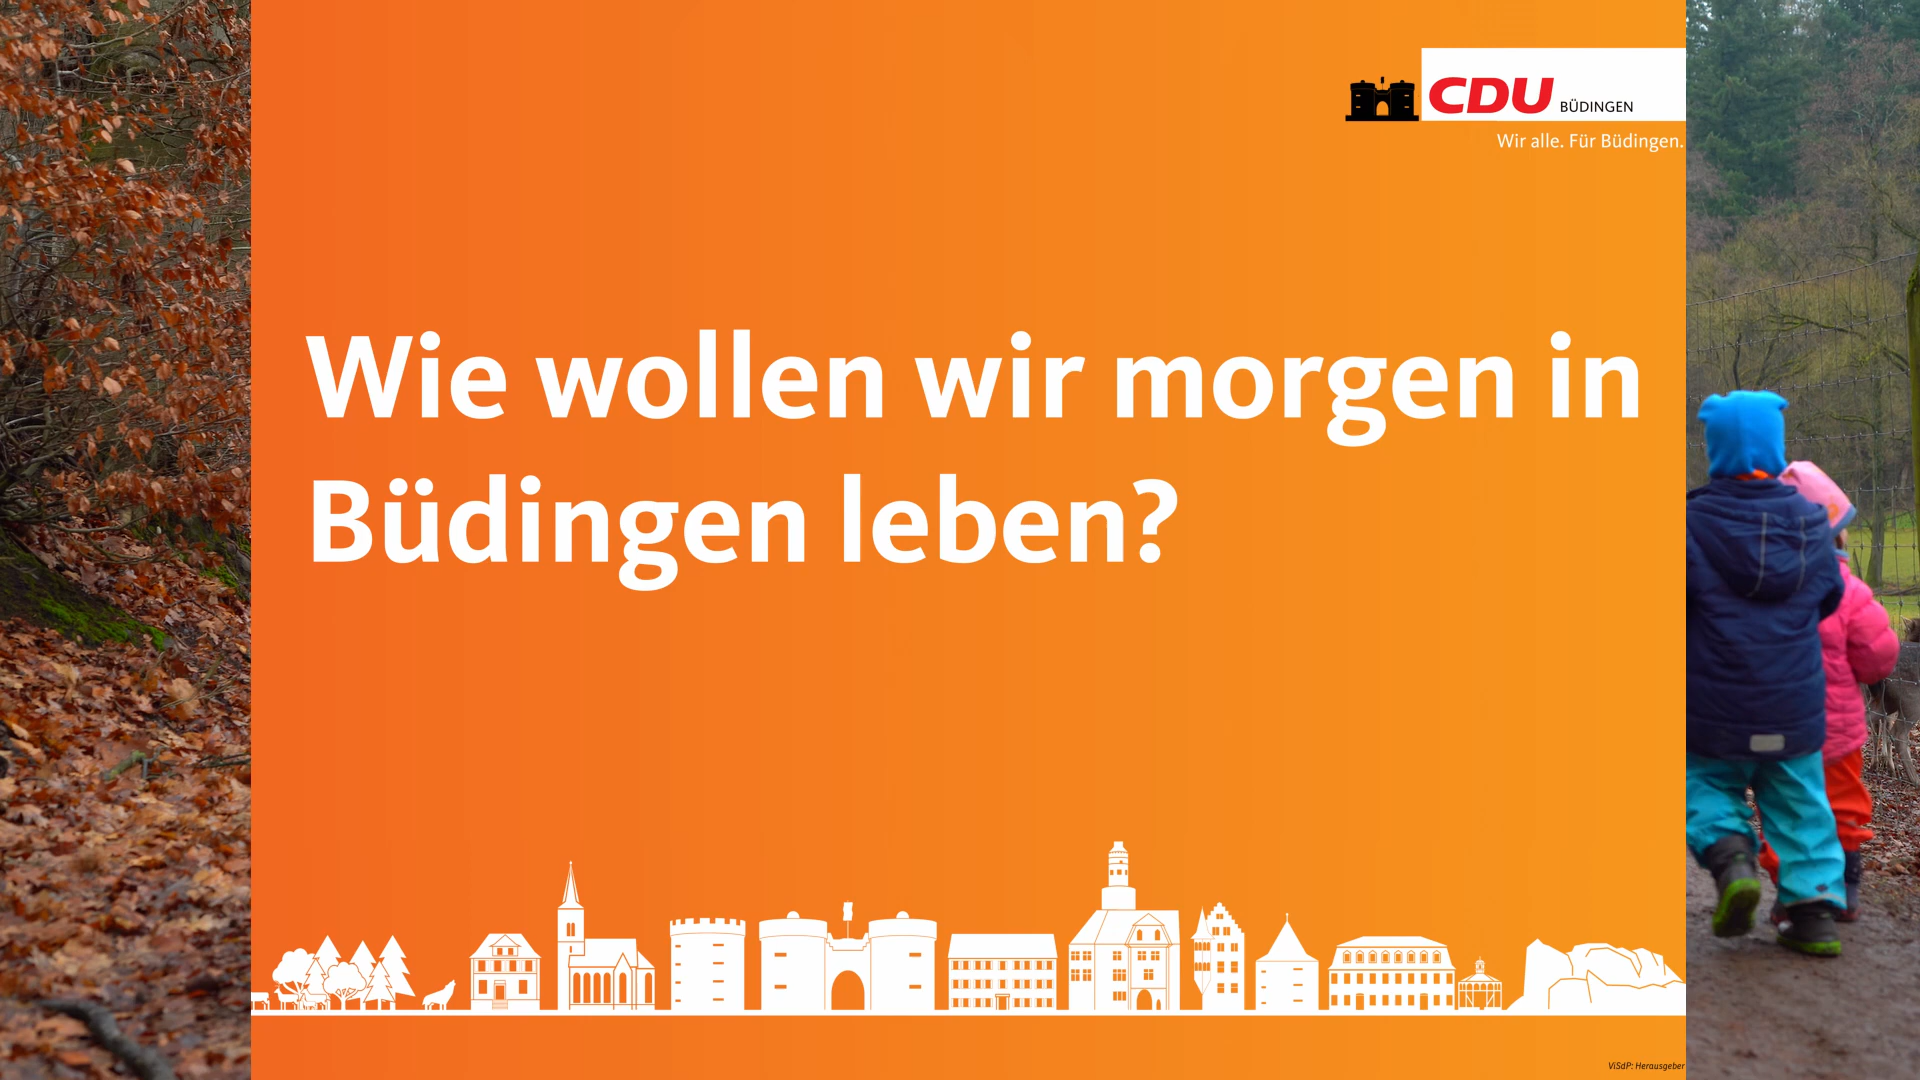 CDU BÜDINGEN
Wir alle. Für Büdingen.
Wie wollen wir morgen in
Büdingen leben?
ViSdP: Herausgeber